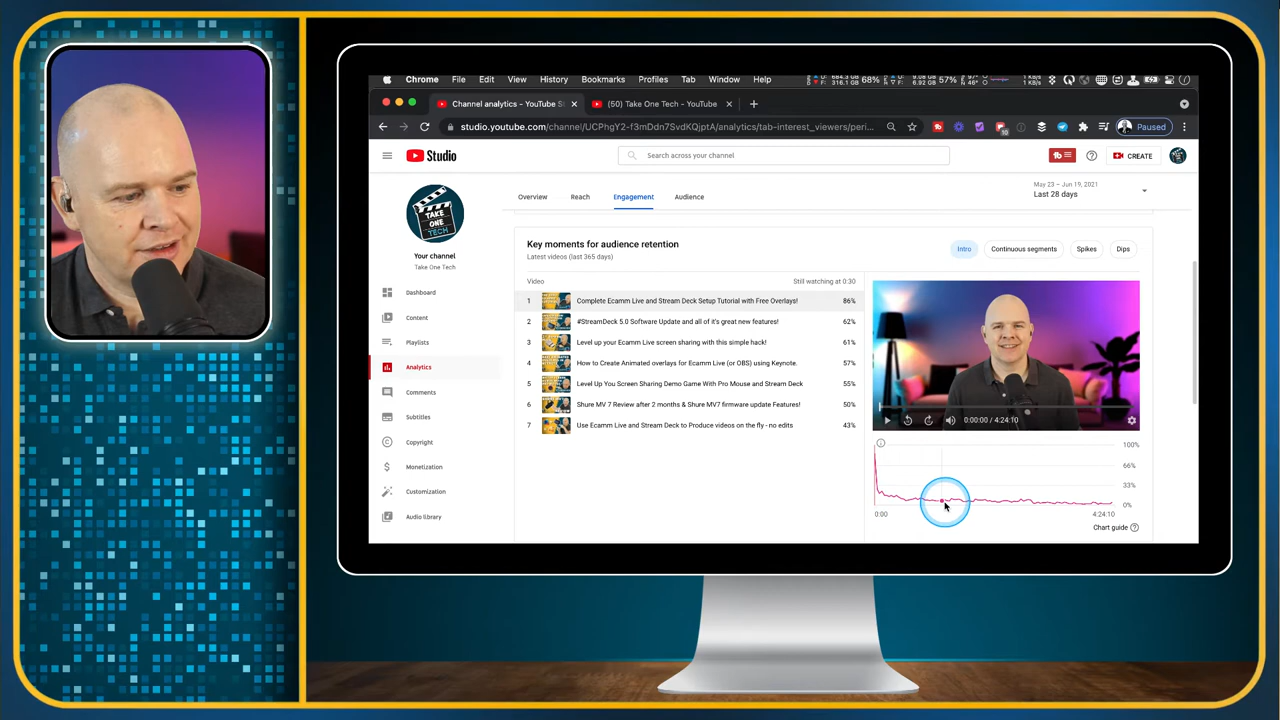 Chrome File Edit View History Bookmarks Profiles Tab Window Help 68% 57%
Channel analytics - YouTube S
(50) Take One Tech - YouTube
studio.youtube.com/channel/UCPhgY2-f3mDdn7SvdKQjptA/analytics/tab-interest_viewers/peri...
Paused
Studio
Search across your channel
CREATE
TAKE
ONE
TECH
Your channel
Take One Tech
Dashboard
Content
Playlists
Analytics
Comments
Subtitles
Copyright
Monetization
Customization
Audio library
Overview Reach Engagement Audience
May 23 – Jun 19, 2021
Last 28 days
Key moments for audience retention
Latest videos (last 365 days)
Intro Continuous segments Spikes Dips
Video Still watching at 0:30
1 Complete Ecamm Live and Stream Deck Setup Tutorial with Free Overlays! 86%
2 #StreamDeck 5.0 Software Update and all of it's great new features! 62%
3 Level up your Ecamm Live screen sharing with this simple hack! 61%
4 How to Create Animated overlays for Ecamm Live (or OBS) using Keynote. 57%
5 Level Up You Screen Sharing Demo Game With Pro Mouse and Stream Deck 55%
6 Shure MV 7 Review after 2 months & Shure MV7 firmware update Features! 50%
7 Use Ecamm Live and Stream Deck to Produce videos on the fly - no edits 43%
0:00:00 / 4:24:10
100%
66%
33%
0%
0:00 4:24:10
Chart guide